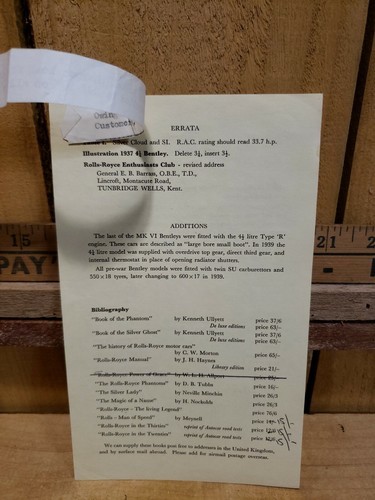 Owing
Customer,
ERRATA
Silver Cloud and SI. R.A.C. rating should read 33.7 h.p.
Illustration 1937 4¼ Bentley. Delete 3¼, insert 3½.
Rolls-Royce Enthusiasts Club – revised address
General E. B. Barrass, O.B.E., T.D.,
Lincroft, Montacute Road,
TUNBRIDGE WELLS, Kent.
ADDITIONS
The last of the MK VI Bentleys were fitted with the 4½ litre Type 'R'
engine. These cars are described as "large bore small boot". In 1939 the
4¼ litre model was supplied with overdrive top gear, direct third gear, and
internal thermostat in place of opening radiator shutters.
All pre-war Bentley models were fitted with twin SU carburettors and
550×18 tyres, later changing to 600×17 in 1939.
Bibliography
"Book of the Phantoms" by Kenneth Ullyett price 37/6
De luxe editions price 63/–
"Book of the Silver Ghost" by Kenneth Ullyett price 37/6
De luxe editions price 63/–
"The history of Rolls-Royce motor cars"
by C. W. Morton price 63/–
"Rolls-Royce Manual" by J. H. Haynes
Library edition price 21/–
"Rolls-Royce Power of Grace" by W. L. H. Allport price
"The Rolls-Royce Phantoms" by D. B. Tubbs price 16/–
"The Silver Lady" by Neville Minchin price 26/3
"The Magic of a Name" by H. Nockolds price 26/3
"Rolls-Royce - The living Legend" price 76/6
"Rolls - Man of Speed" by Meynell price
"Rolls-Royce in the Thirties" reprint of Autocar road tests price
"Rolls-Royce in the Twenties" reprint of Autocar road tests price
We can supply these books post free to addresses in the United Kingdom,
and by surface mail abroad. Please add for airmail postage overseas.
15
PAY
21